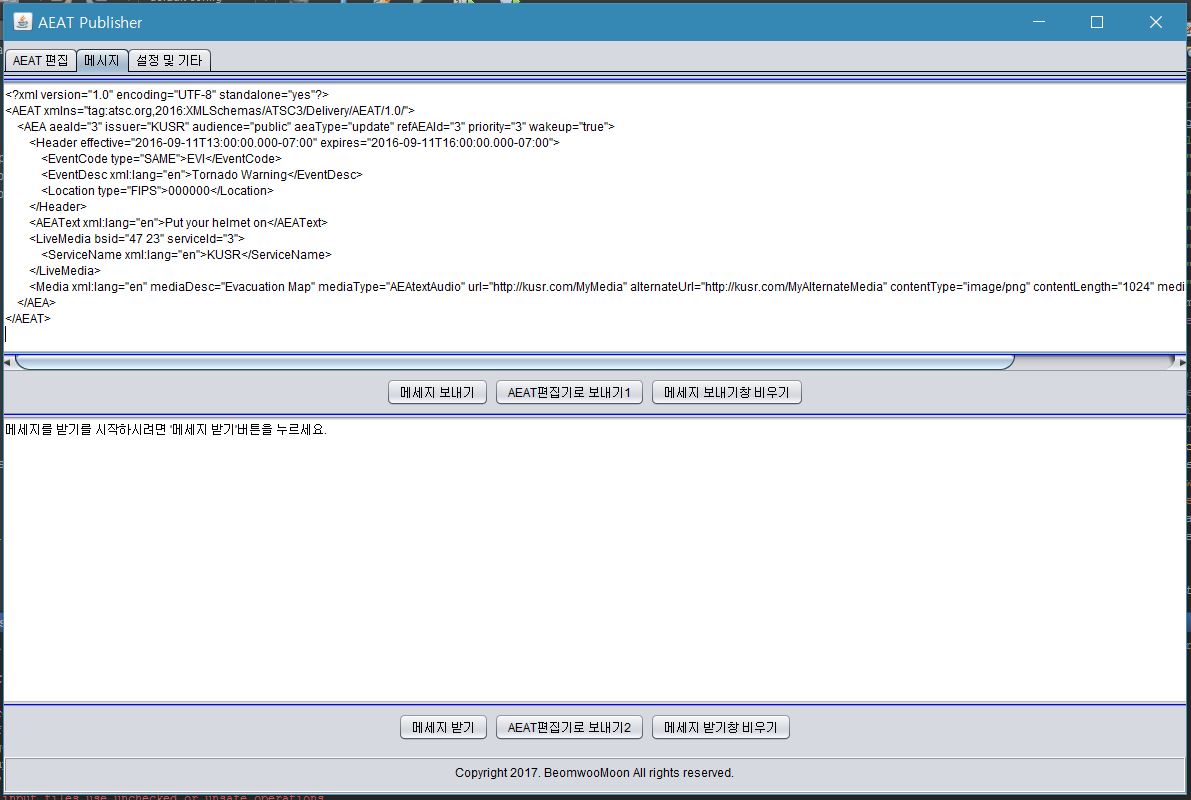 AEAT Publisher
AEAT 편집 메시지 설정 및 기타
<?xml version="1.0" encoding="UTF-8" standalone="yes"?>
<AEAT xmlns="tag:atsc.org,2016:XMLSchemas/ATSC3/Delivery/AEAT/1.0/">
<AEA aeaId="3" issuer="KUSR" audience="public" aeaType="update" refAEAId="3" priority="3" wakeup="true">
<Header effective="2016-09-11T13:00:00.000-07:00" expires="2016-09-11T16:00:00.000-07:00">
<EventCode type="SAME">EVI</EventCode>
<EventDesc xml:lang="en">Tornado Warning</EventDesc>
<Location type="FIPS">000000</Location>
</Header>
<AEAText xml:lang="en">Put your helmet on</AEAText>
<LiveMedia bsid="47 23" serviceId="3">
<ServiceName xml:lang="en">KUSR</ServiceName>
</LiveMedia>
<Media xml:lang="en" mediaDesc="Evacuation Map" mediaType="AEAtextAudio" url="http://kusr.com/MyMedia" alternateUrl="http://kusr.com/MyAlternateMedia" contentType="image/png" contentLength="1024" medi
</AEA>
</AEAT>
메세지 보내기 AEAT편집기로 보내기1 메세지 보내기창 비우기
메세지를 받기를 시작하시려면 '메세지 받기'버튼을 누르세요.
메세지 받기 AEAT편집기로 보내기2 메세지 받기창 비우기
Copyright 2017. BeomwooMoon All rights reserved.
input files use unchecked or unsafe operations.